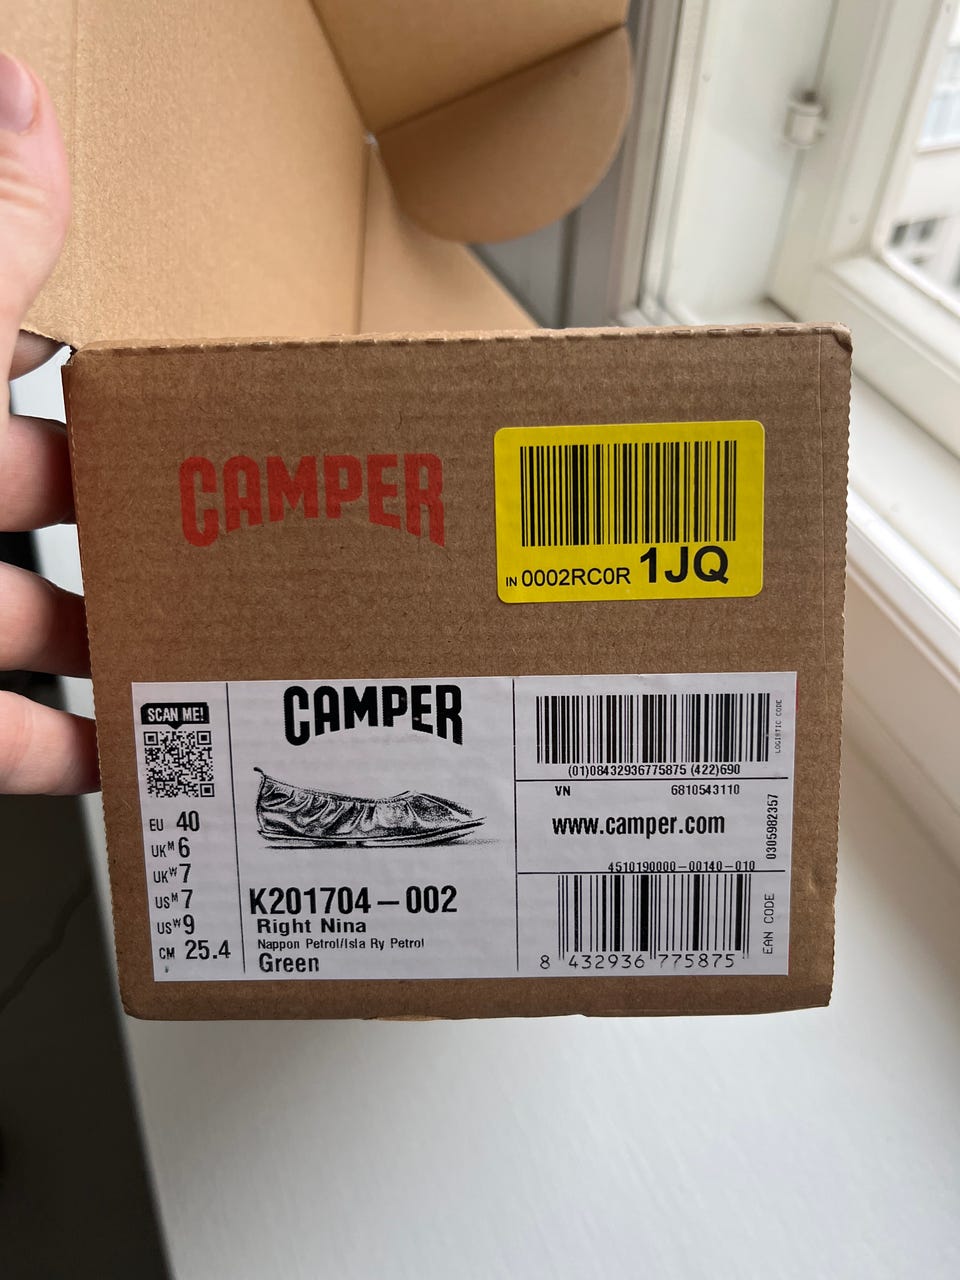 CAMPER
IN 0002RC0R 1JQ
SCAN ME!
EU 40
UKᴹ 6
UKᵂ 7
USᴹ 7
USᵂ 9
CM 25.4
CAMPER
K201704-002
Right Nina
Nappon Petrol/Isla Ry Petrol
Green
LOGISTIC CODE
(01)08432936775875 (422)690
VN 6810543110
www.camper.com
0305982357
4510190000-00140-010
EAN CODE
8 432936 775875